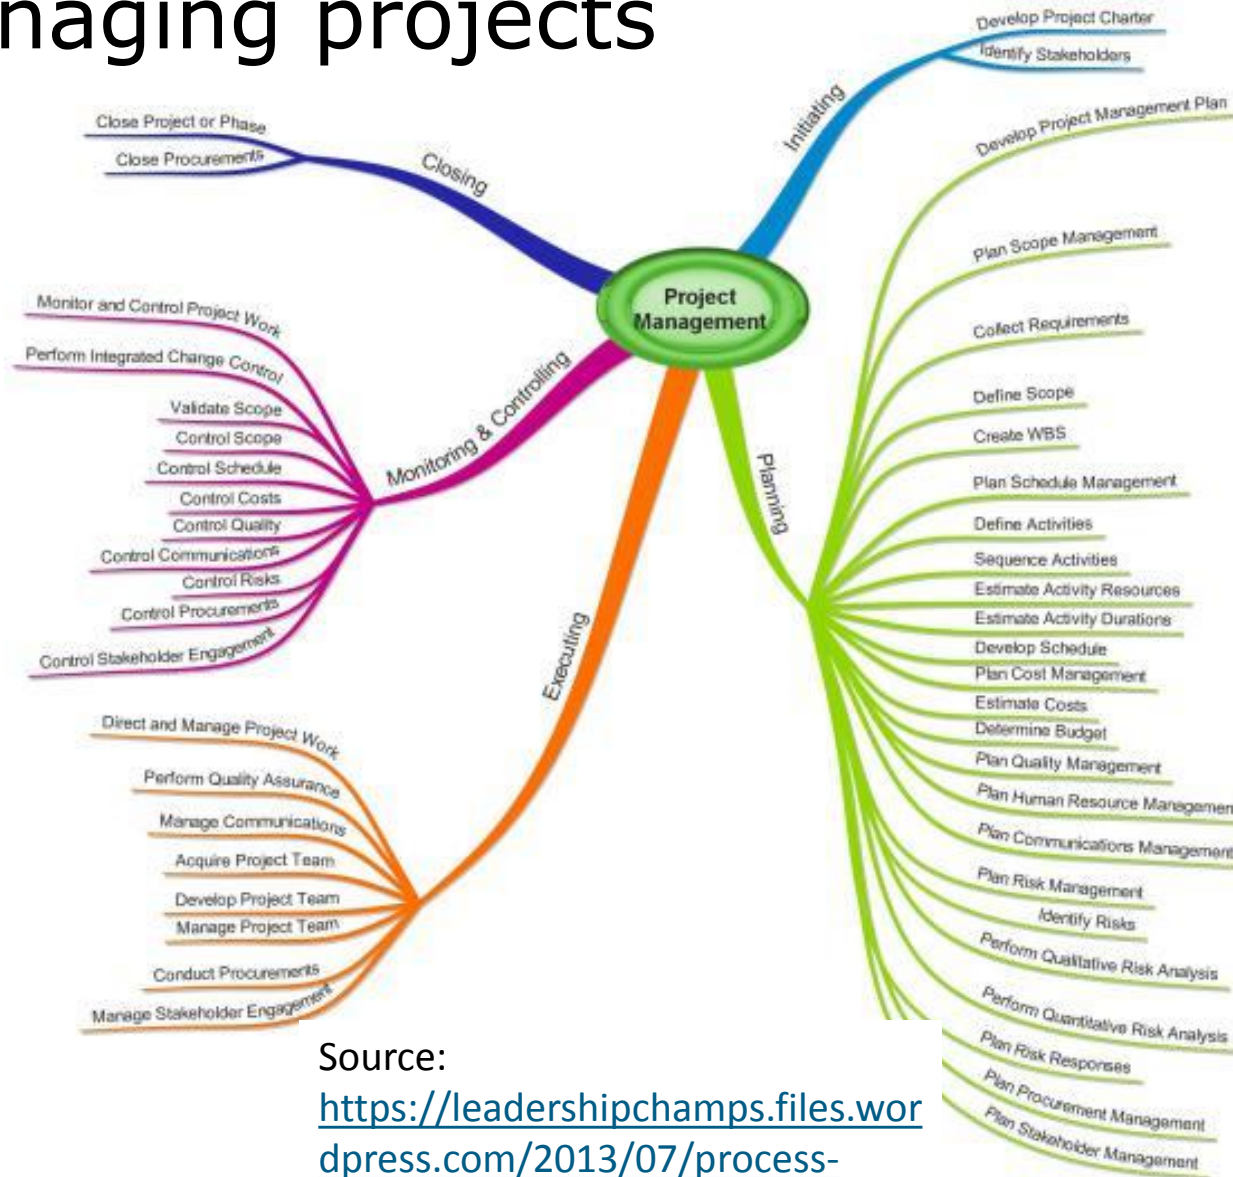 naging projects
Project
Management
Initiating
Develop Project Charter
Identify Stakeholders
Planning
Develop Project Management Plan
Plan Scope Management
Collect Requirements
Define Scope
Create WBS
Plan Schedule Management
Define Activities
Sequence Activities
Estimate Activity Resources
Estimate Activity Durations
Develop Schedule
Plan Cost Management
Estimate Costs
Determine Budget
Plan Quality Management
Plan Human Resource Managemen
Plan Communications Management
Plan Risk Management
Identify Risks
Perform Qualitative Risk Analysis
Perform Quantitative Risk Analysis
Plan Risk Responses
Plan Procurement Management
Plan Stakeholder Management
Executing
Direct and Manage Project Work
Perform Quality Assurance
Manage Communications
Acquire Project Team
Develop Project Team
Manage Project Team
Conduct Procurements
Manage Stakeholder Engagement
Monitoring & Controlling
Monitor and Control Project Work
Perform Integrated Change Control
Validate Scope
Control Scope
Control Schedule
Control Costs
Control Quality
Control Communications
Control Risks
Control Procurements
Control Stakeholder Engagement
Closing
Close Project or Phase
Close Procurements
Source:
https://leadershipchamps.files.wor
dpress.com/2013/07/process-